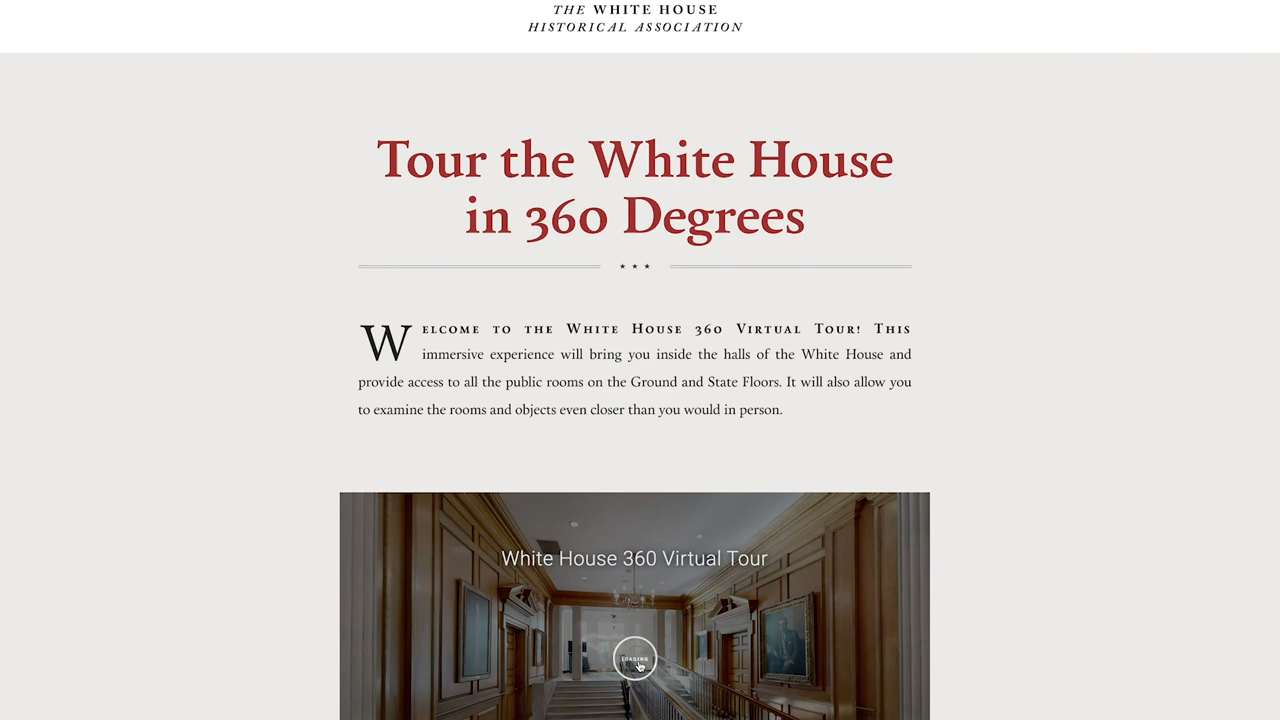 THE WHITE HOUSE
HISTORICAL ASSOCIATION
Tour the White House
in 360 Degrees
WELCOME TO THE WHITE HOUSE 360 VIRTUAL TOUR! THIS
immersive experience will bring you inside the halls of the White House and
provide access to all the public rooms on the Ground and State Floors. It will also allow you
to examine the rooms and objects even closer than you would in person.
White House 360 Virtual Tour
LOADING